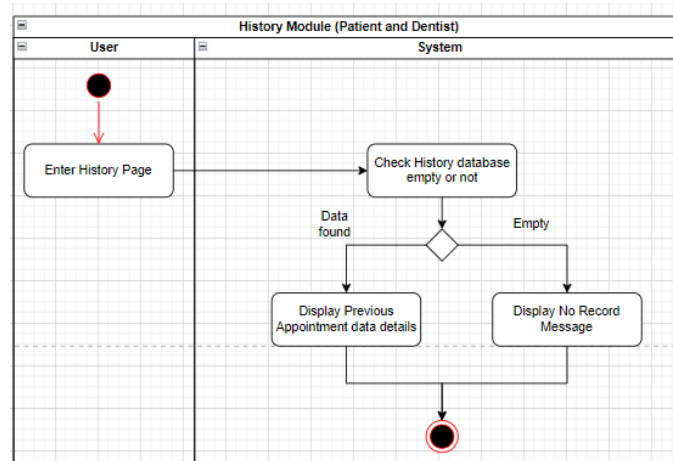 History Module (Patient and Dentist)
User
System
Enter History Page
Check History database
empty or not
Data
found
Empty
Display Previous
Appointment data details
Display No Record
Message